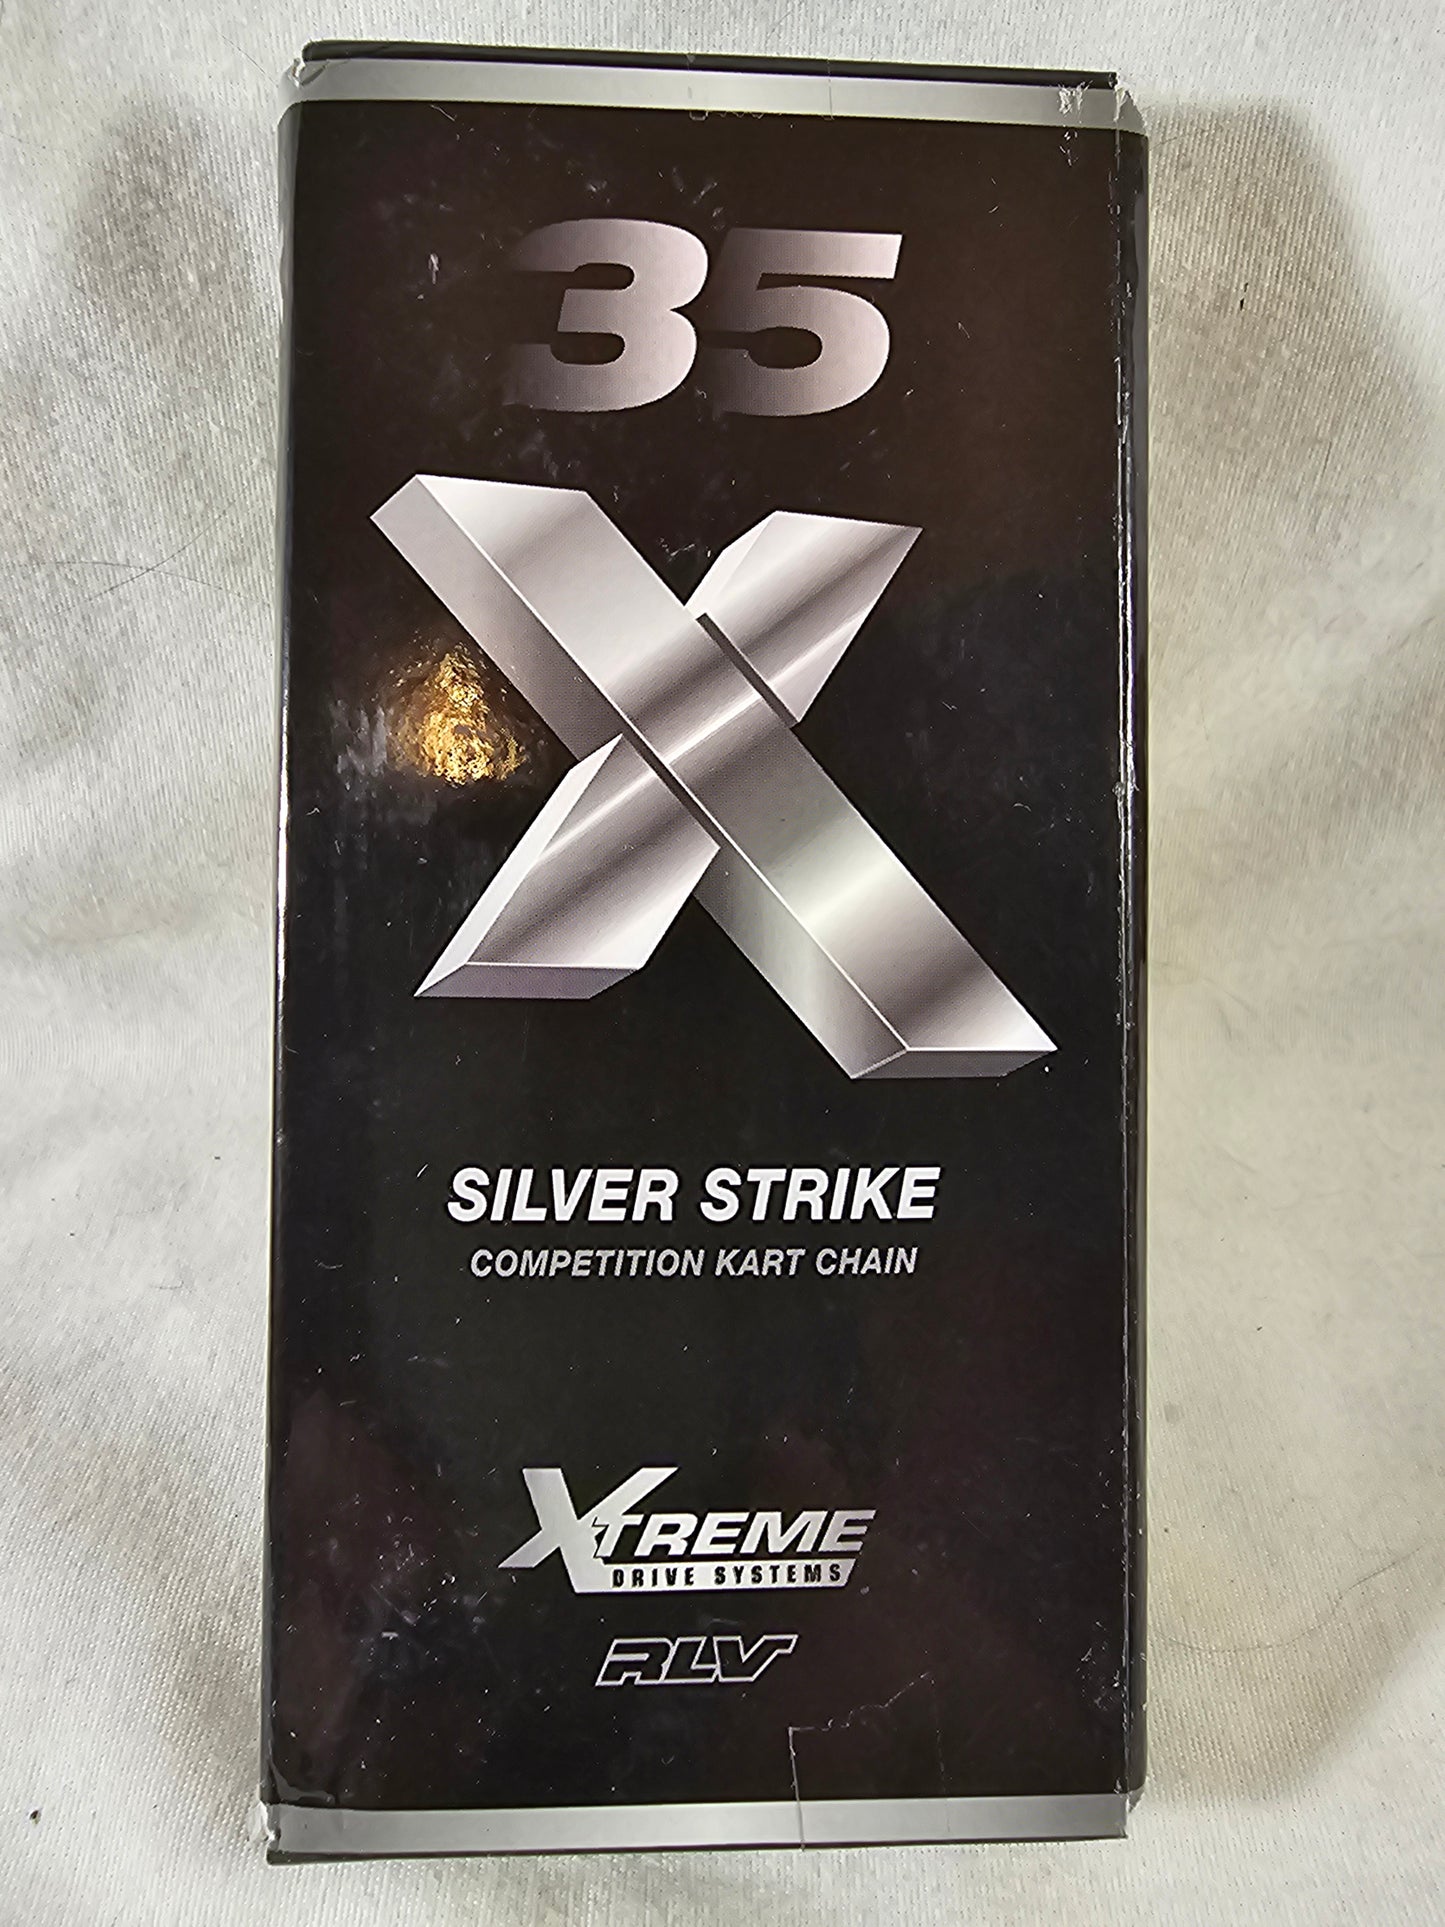 35
X
SILVER STRIKE
COMPETITION KART CHAIN
XTREME
DRIVE SYSTEMS
RLV